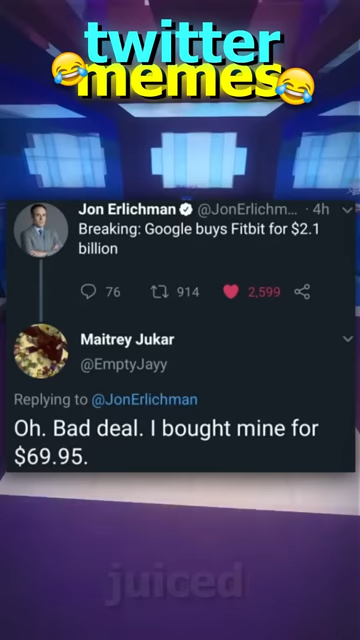 twitter
memes
Jon Erlichman @JonErlichm... · 4h
Breaking: Google buys Fitbit for $2.1
billion
76 914 2,599
Maitrey Jukar
@EmptyJayy
Replying to @JonErlichman
Oh. Bad deal. I bought mine for
$69.95.
juiced